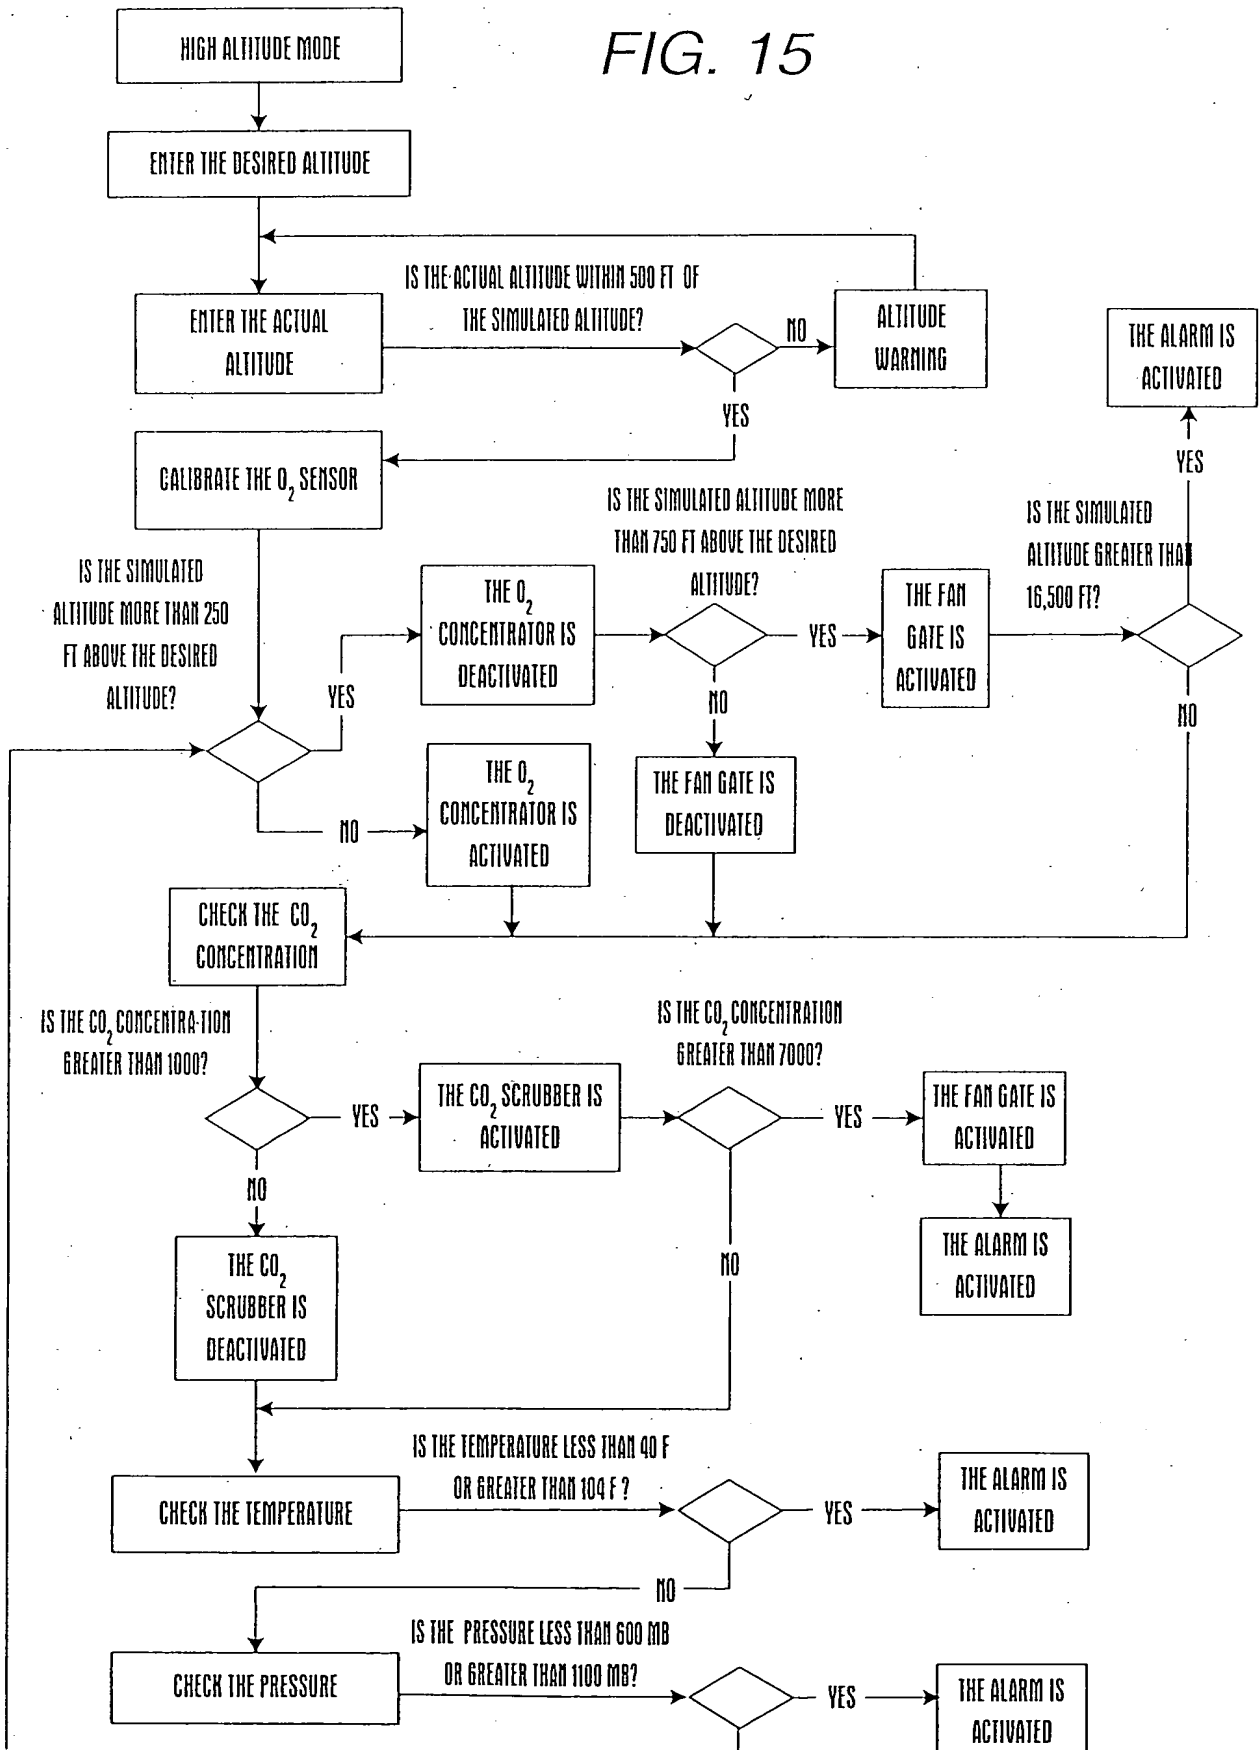 HIGH ALTITUDE MODE
FIG. 15
ENTER THE DESIRED ALTITUDE
IS THE ACTUAL ALTITUDE WITHIN 500 FT OF
THE SIMULATED ALTITUDE?
ENTER THE ACTUAL
ALTITUDE
NO
ALTITUDE
WARNING
YES
THE ALARM IS
ACTIVATED
YES
CALIBRATE THE O₂ SENSOR
IS THE SIMULATED ALTITUDE MORE
THAN 750 FT ABOVE THE DESIRED
ALTITUDE?
IS THE SIMULATED
ALTITUDE GREATER THAN
16,500 FT?
IS THE SIMULATED
ALTITUDE MORE THAN 250
FT ABOVE THE DESIRED
ALTITUDE?
YES
THE O₂
CONCENTRATOR IS
DEACTIVATED
YES
THE FAN
GATE IS
ACTIVATED
NO
NO
NO
THE O₂
CONCENTRATOR IS
ACTIVATED
THE FAN GATE IS
DEACTIVATED
CHECK THE CO₂
CONCENTRATION
IS THE CO₂ CONCENTRA-TION
GREATER THAN 1000?
IS THE CO₂ CONCENTRATION
GREATER THAN 7000?
YES
THE CO₂ SCRUBBER IS
ACTIVATED
YES
THE FAN GATE IS
ACTIVATED
NO
THE CO₂
SCRUBBER IS
DEACTIVATED
NO
THE ALARM IS
ACTIVATED
IS THE TEMPERATURE LESS THAN 40 F
OR GREATER THAN 104 F ?
CHECK THE TEMPERATURE
YES
THE ALARM IS
ACTIVATED
NO
IS THE PRESSURE LESS THAN 600 MB
OR GREATER THAN 1100 MB?
CHECK THE PRESSURE
YES
THE ALARM IS
ACTIVATED